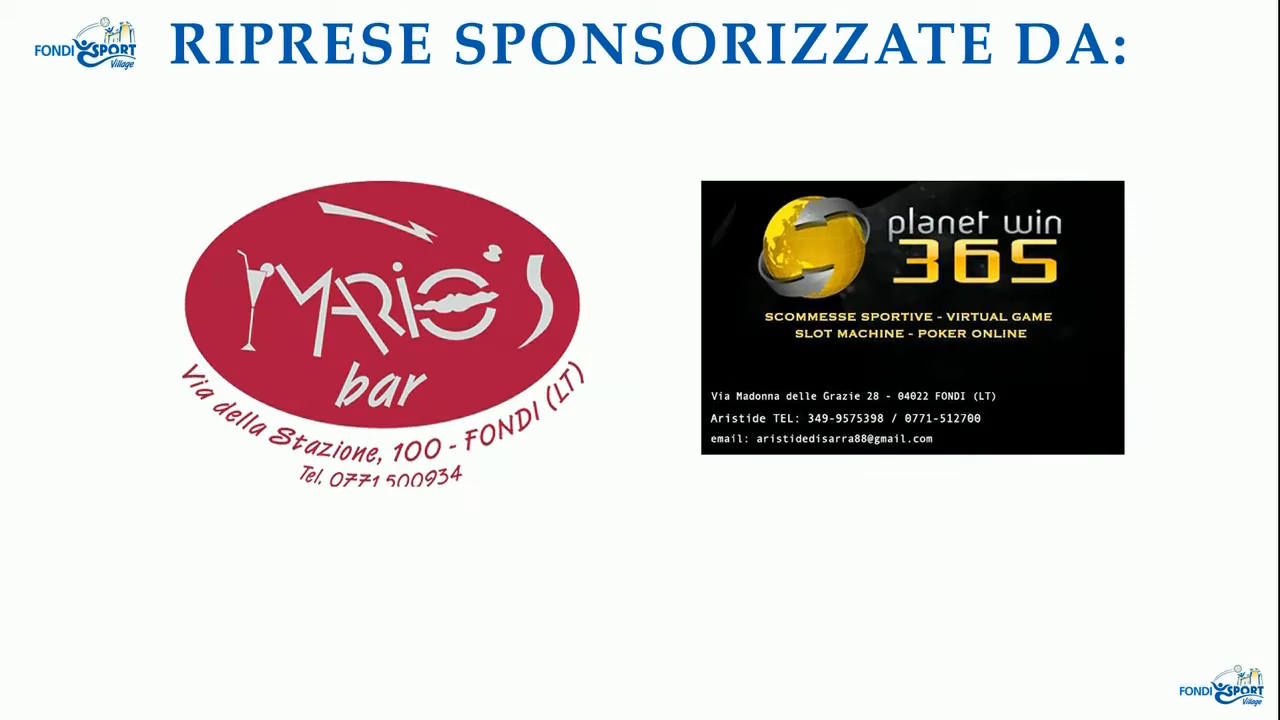 FONDI SPORT
Village
RIPRESE SPONSORIZZATE DA:
MARIO'S
bar
Via della Stazione, 100 - FONDI (LT)
Tel. 0771 500934
planet win
365
SCOMMESSE SPORTIVE - VIRTUAL GAME
SLOT MACHINE - POKER ONLINE
Via Madonna delle Grazie 28 - 04022 FONDI (LT)
Aristide TEL: 349-9575398 / 0771-512700
email: aristidedisarra88@gmail.com
FONDI SPORT
Village